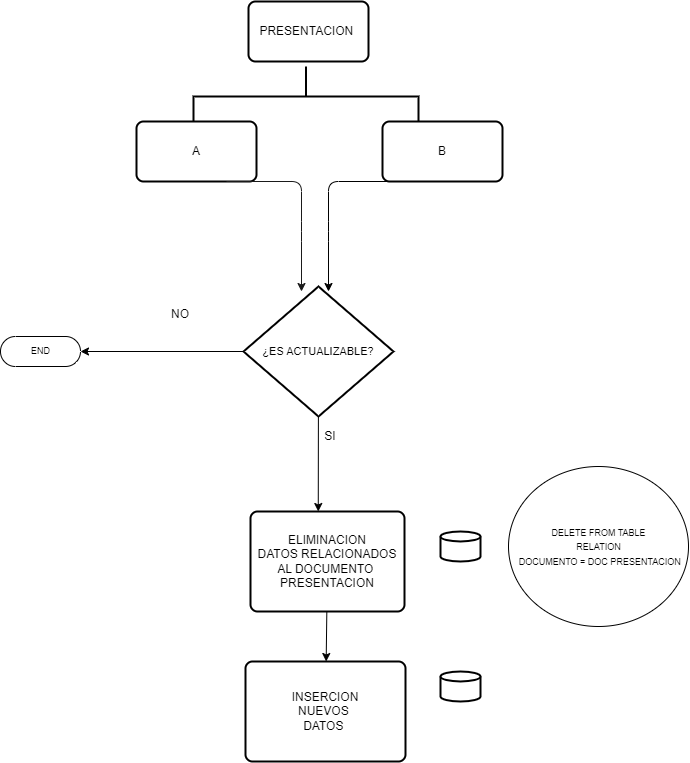 PRESENTACION
A
B
¿ES ACTUALIZABLE?
NO
END
SI
ELIMINACION
DATOS RELACIONADOS
AL DOCUMENTO
PRESENTACION
DELETE FROM TABLE
RELATION
DOCUMENTO = DOC PRESENTACION
INSERCION
NUEVOS
DATOS